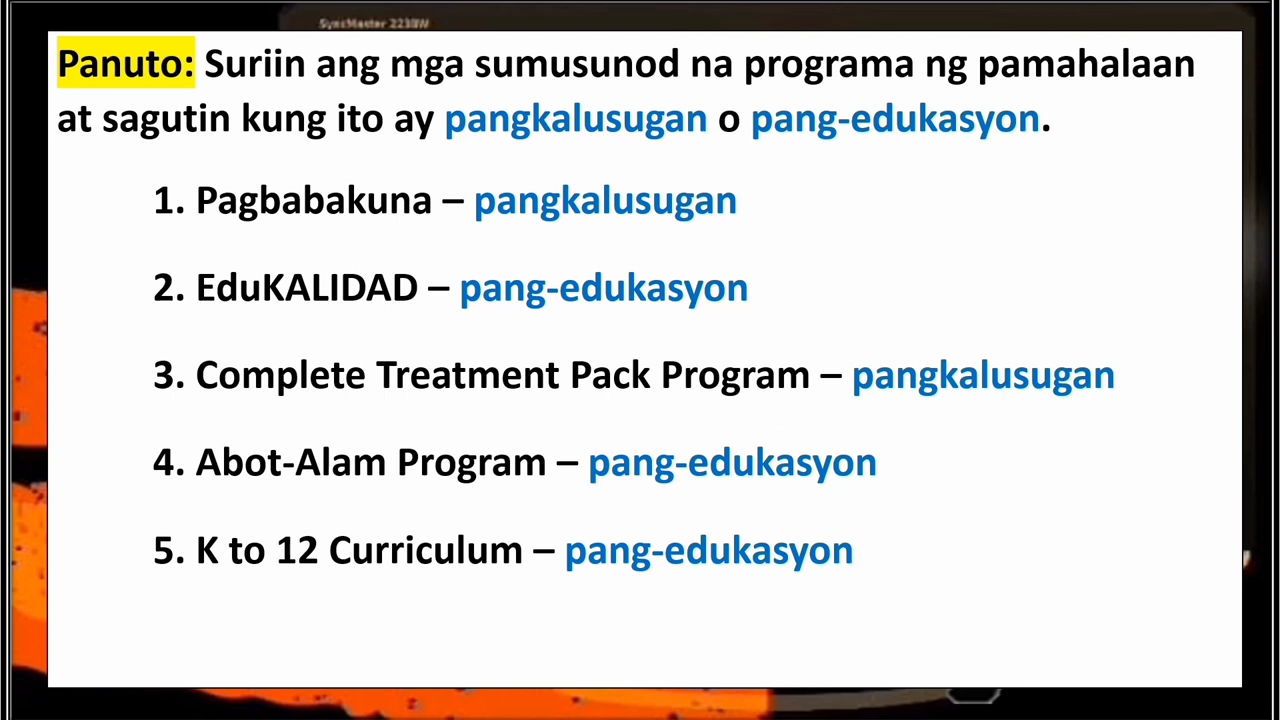 SyncMaster 2233SW
Panuto: Suriin ang mga sumusunod na programa ng pamahalaan
at sagutin kung ito ay pangkalusugan o pang-edukasyon.
1. Pagbabakuna – pangkalusugan
2. EduKALIDAD – pang-edukasyon
3. Complete Treatment Pack Program – pangkalusugan
4. Abot-Alam Program – pang-edukasyon
5. K to 12 Curriculum – pang-edukasyon